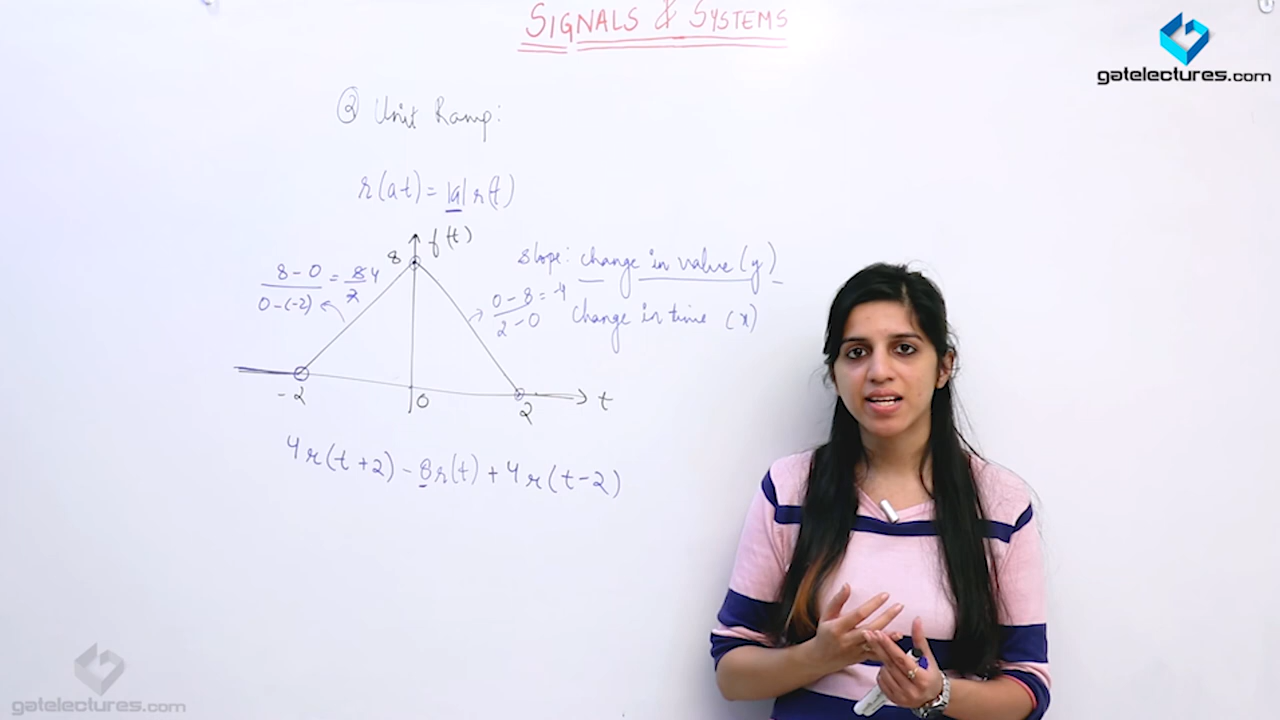 SIGNALS & SYSTEMS
gatelectures.com
② Unit Ramp:
r(at) = |a| r(t)
f(t)
8
slope: change in value (y)
change in time (x)
8-0 = 8 4
0-(-2) 2
0-8 = -4
2-0
-2 0 2 t
4r(t+2) - 8r(t) + 4r(t-2)
gatelectures.com